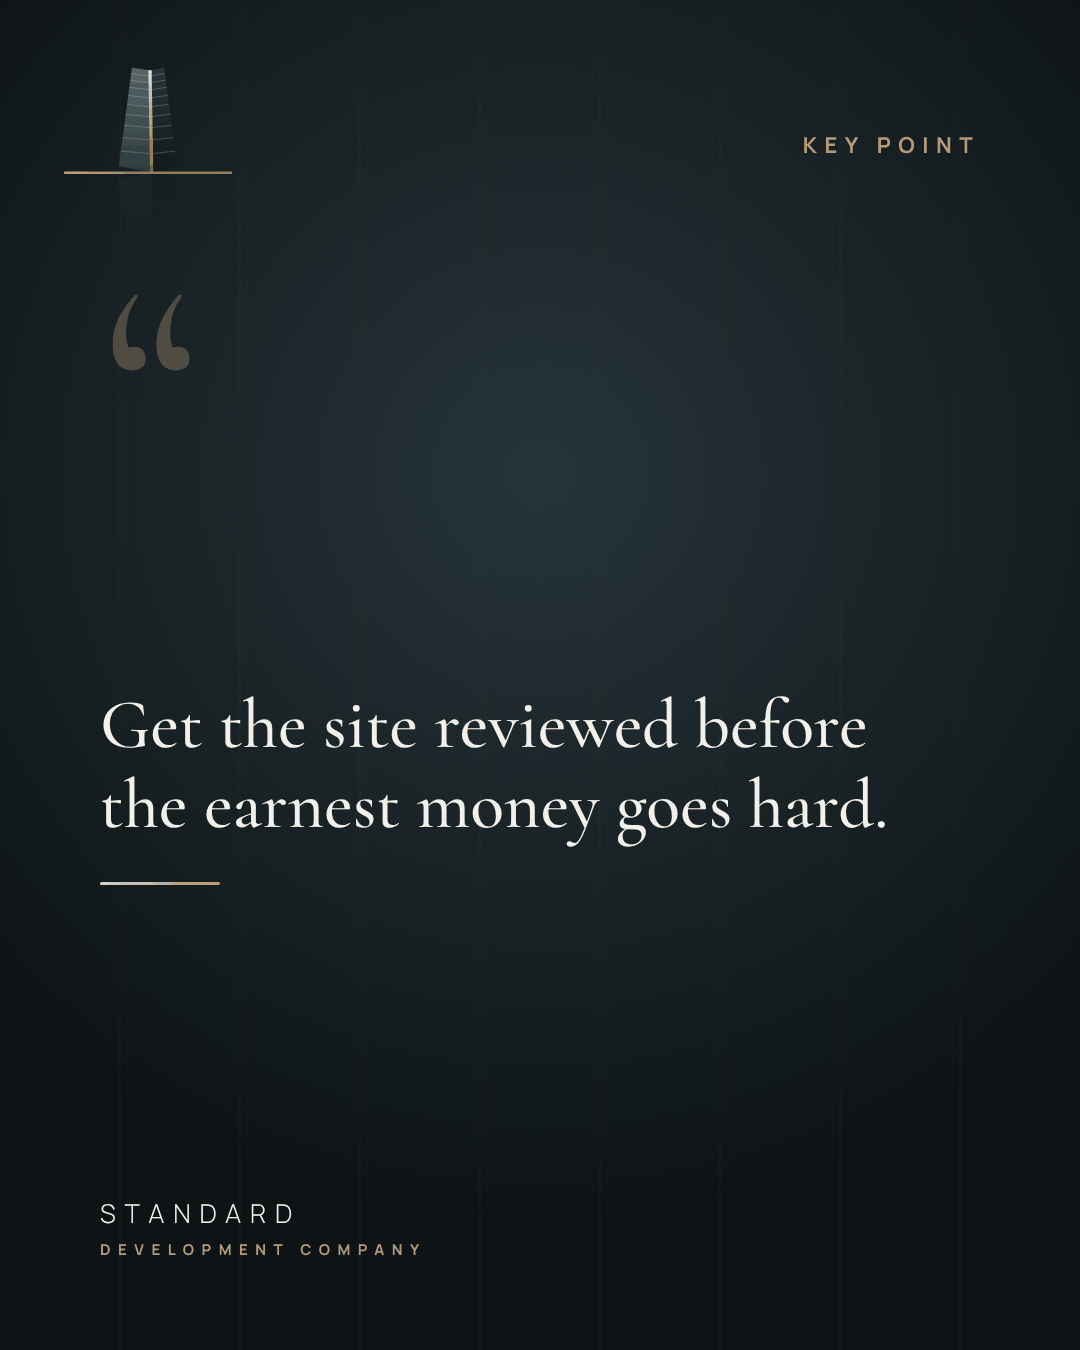 KEY POINT
“
Get the site reviewed before
the earnest money goes hard.
STANDARD
DEVELOPMENT COMPANY